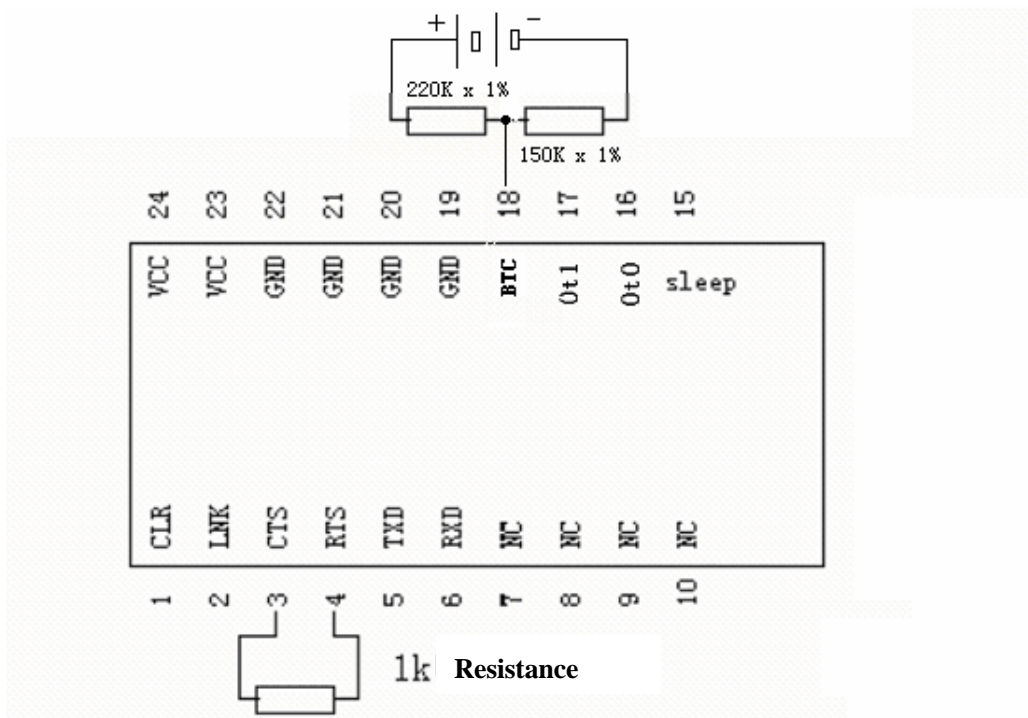 + −
220K x 1%
150K x 1%
24 23 22 21 20 19 18 17 16 15
VCC VCC GND GND GND GND BTC Ot1 Ot0 sleep
CLR LNK CTS RTS TXD RXD NC NC NC NC
1 2 3 4 5 6 7 8 9 10
1k Resistance